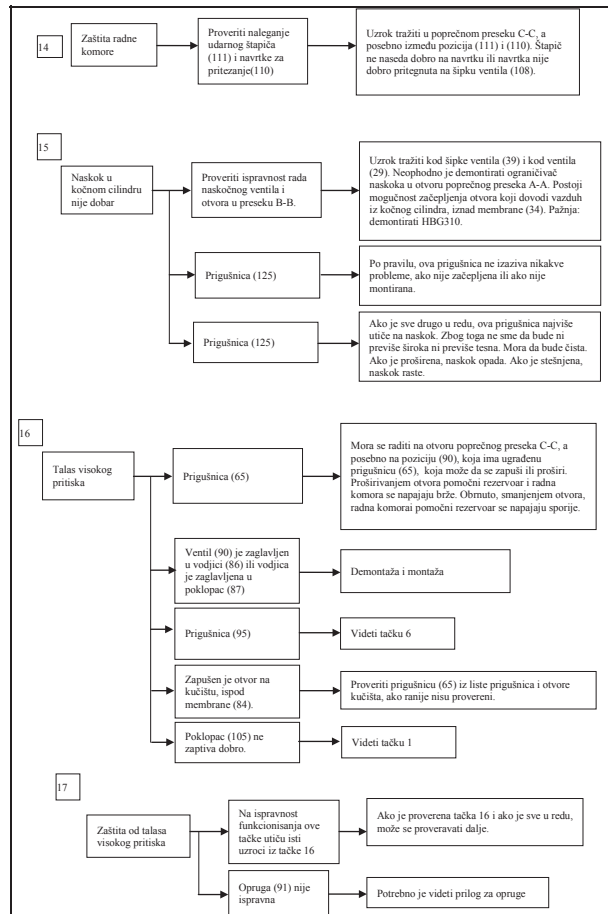 14
Zaštita radne
komore
Proveriti naleganje
udarnog štapića
(111) i navrtke za
pritezanje(110)
Uzrok tražiti u poprečnom preseku C-C, a
posebno između pozicija (111) i (110). Štapič
ne naseda dobro na navrtku ili navrtka nije
dobro pritegnuta na šipku ventila (108).
15
Naskok u
kočnom cilindru
nije dobar
Proveriti ispravnost rada
naskočnog ventila i
otvora u preseku B-B.
Uzrok tražiti kod šipke ventila (39) i kod ventila
(29). Neophodno je demontirati ograničivač
naskoka u otvoru poprečnog preseka A-A. Postoji
mogućnost začepljenja otvora koji dovodi vazduh
iz kočnog cilindra, iznad membrane (34). Pažnja:
demontirati HBG310.
Prigušnica (125)
Po pravilu, ova prigušnica ne izaziva nikakve
probleme, ako nije začepljena ili ako nije
montirana.
Prigušnica (125)
Ako je sve drugo u redu, ova prigušnica najviše
utiče na naskok. Zbog toga ne sme da bude ni
previše široka ni previše tesna. Mora da bude čista.
Ako je proširena, naskok opada. Ako je stešnjena,
naskok raste.
16
Talas visokog
pritiska
Prigušnica (65)
Mora se raditi na otvoru poprečnog preseka C-C, a
posebno na poziciju (90), koja ima ugrađenu
prigušnicu (65), koja može da se zapuši ili proširi.
Proširivanjem otvora pomoćni rezervoar i radna
komora se napajaju brže. Obrnuto, smanjenjem otvora,
radna komorai pomoćni rezervoar se napajaju sporije.
Ventil (90) je zaglavljen
u vodjici (86) ili vodjica
je zaglavljena u
poklopac (87)
Demontaža i montaža
Prigušnica (95)
Videti tačku 6
Zapušen je otvor na
kučištu, ispod
membrane (84).
Proveriti prigušnicu (65) iz liste prigušnica i otvore
kučišta, ako ranije nisu provereni.
Poklopac (105) ne
zaptiva dobro.
Videti tačku 1
17
Zaštita od talasa
visokog pritiska
Na ispravnost
funkcionisanja ove
tačke utiču isti
uzroci iz tačke 16
Ako je proverena tačka 16 i ako je sve u redu,
može se proveravati dalje.
Opruga (91) nije
ispravna
Potrebno je videti prilog za opruge